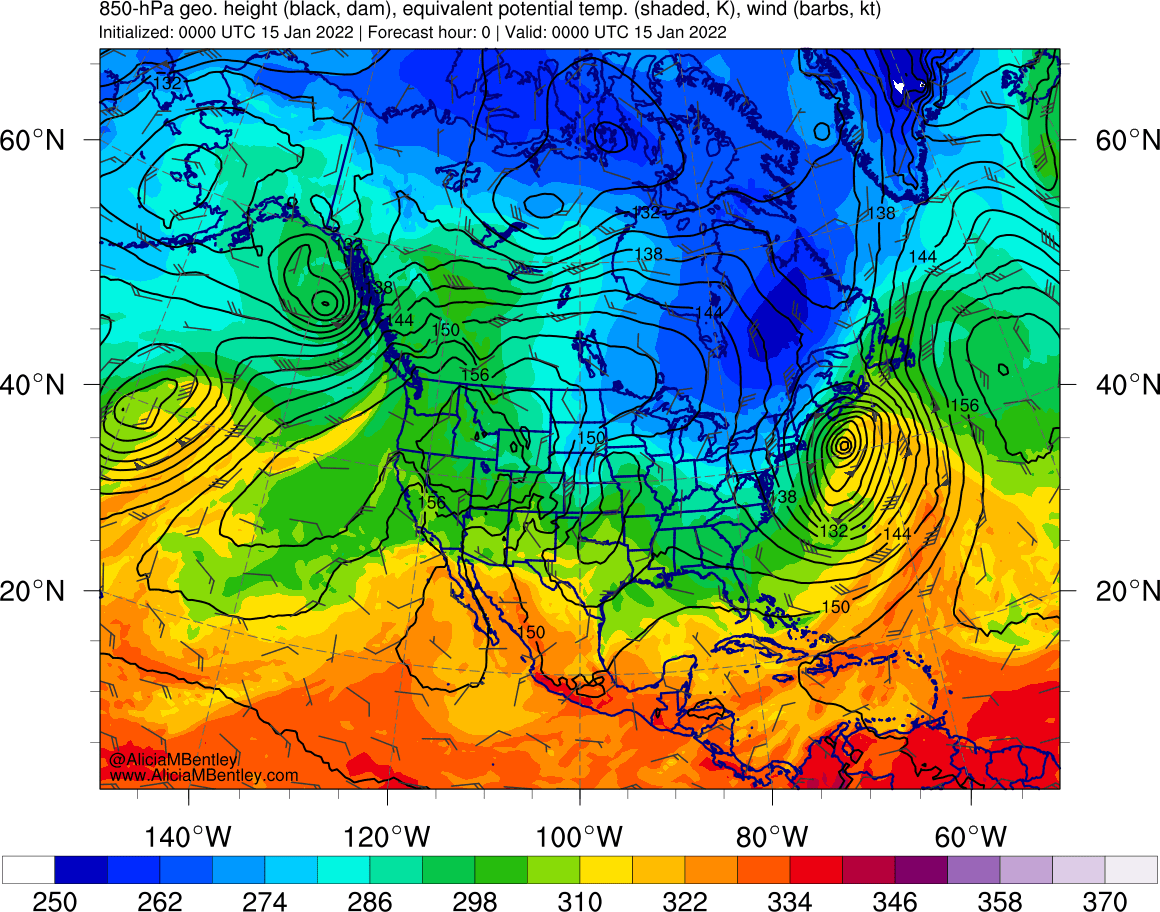 850-hPa geo. height (black, dam), equivalent potential temp. (shaded, K), wind (barbs, kt)
Initialized: 0000 UTC 15 Jan 2022 | Forecast hour: 0 | Valid: 0000 UTC 15 Jan 2022
132
60°N 60°N
132 138
132 138 144
138
144 150 144
156
40°N 40°N
156
150
156 138
132 144
20°N 20°N
150
150
@AliciaMBentley
www.AliciaMBentley.com
140°W 120°W 100°W 80°W 60°W
250 262 274 286 298 310 322 334 346 358 370